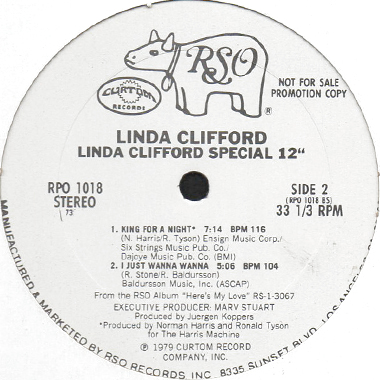 RSO
®
CURTOM
RECORDS
NOT FOR SALE
PROMOTION COPY
LINDA CLIFFORD
LINDA CLIFFORD SPECIAL 12"
RPO 1018
STEREO
73
SIDE 2
(RPO 1018 BS)
33 1/3 RPM
1. KING FOR A NIGHT* 7:14 BPM 116
(N. Harris/R. Tyson) Ensign Music Corp./
Six Strings Music Pub. Co./
Dajoye Music Pub. Co. (BMI)
2. I JUST WANNA WANNA 5:06 BPM 104
(R. Stone/R. Baldursson)
Baldursson Music, Inc. (ASCAP)
From the RSO Album "Here's My Love" RS-1-3067
EXECUTIVE PRODUCER: MARV STUART
Produced by Juergen Koppers
*Produced by Norman Harris and Ronald Tyson
for The Harris Machine
℗ 1979 CURTOM RECORD
COMPANY, INC.
MANUFACTURED & MARKETED BY RSO RECORDS INC. 8335 SUNSET BLVD.